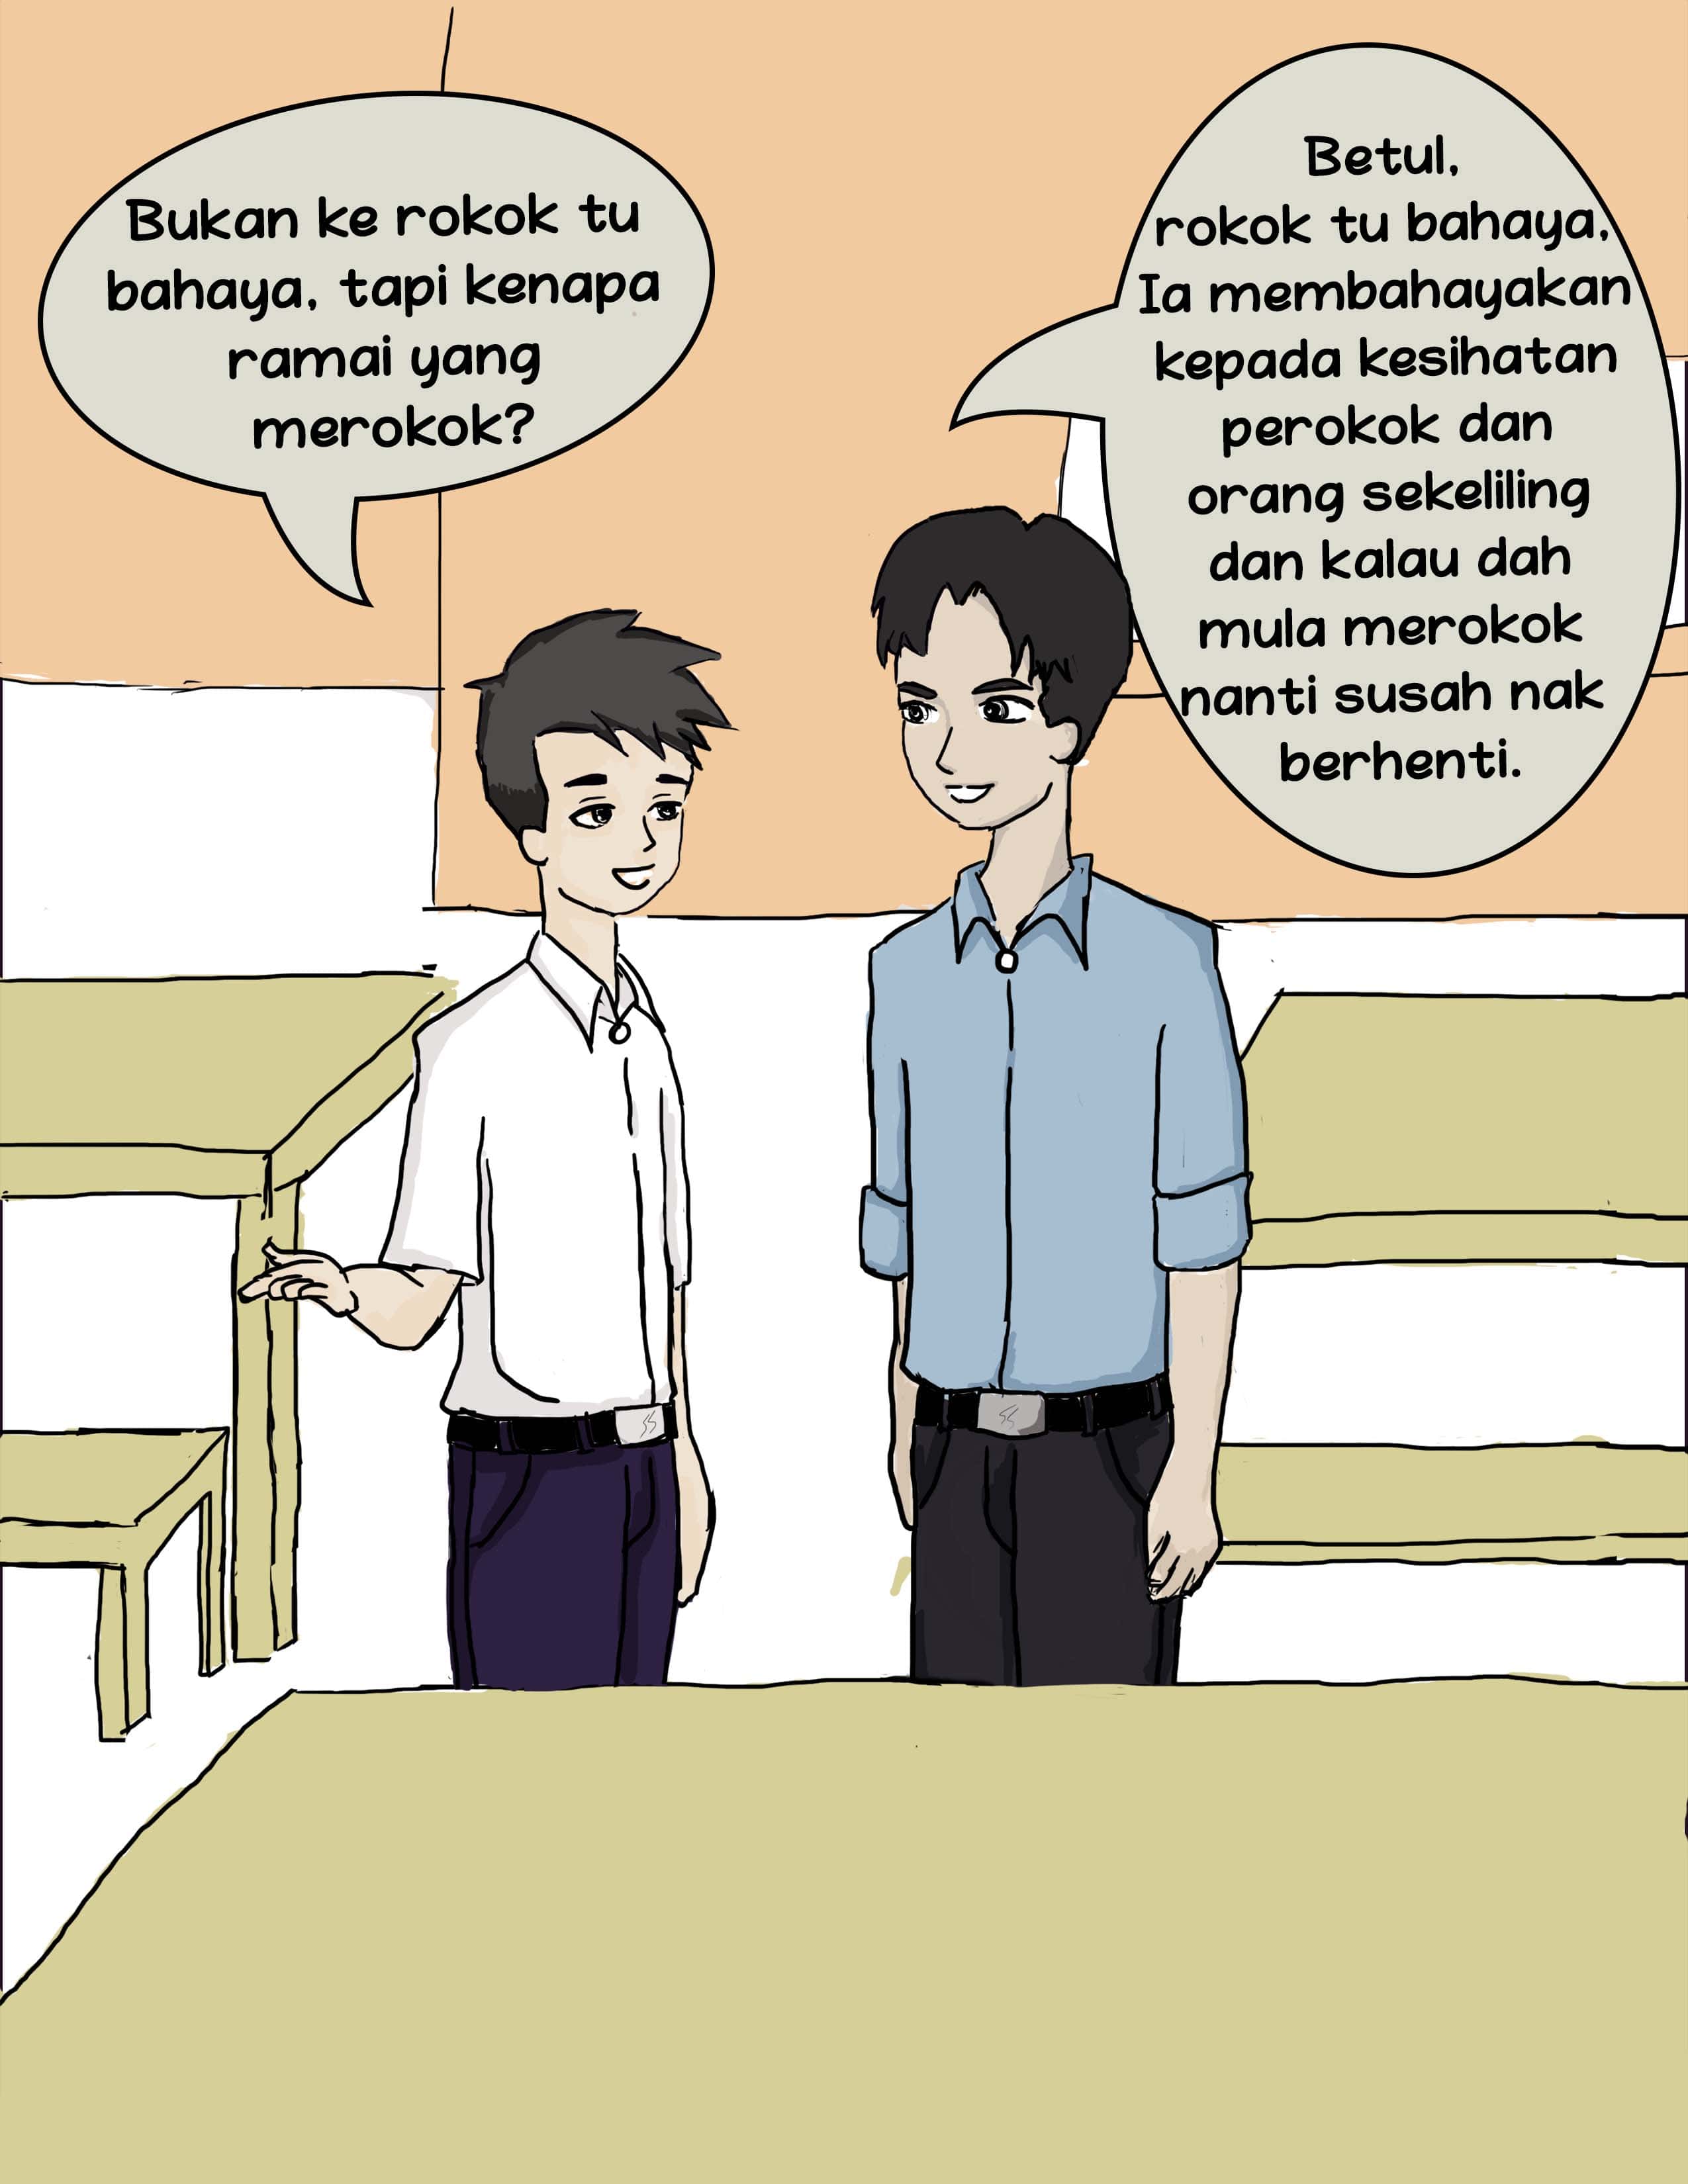 Bukan ke rokok tu
bahaya, tapi kenapa
ramai yang
merokok?
Betul,
rokok tu bahaya,
Ia membahayakan
kepada kesihatan
perokok dan
orang sekeliling
dan kalau dah
mula merokok
nanti susah nak
berhenti.